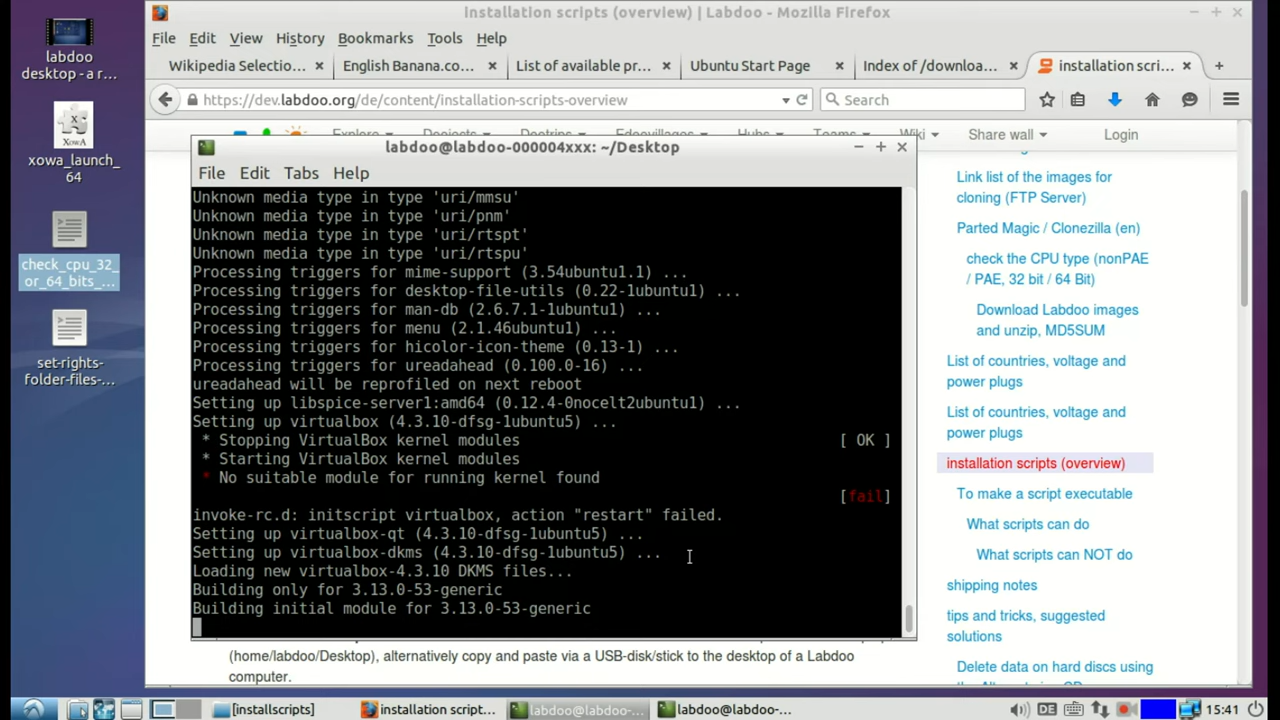 installation scripts (overview) | Labdoo - Mozilla Firefox
File Edit View History Bookmarks Tools Help
Wikipedia Selectio... × English Banana.co... × List of available pr... × Ubuntu Start Page × Index of /downloa... × installation scri... × +
https://dev.labdoo.org/de/content/installation-scripts-overview
Search
Wiki Share wall Login
labdoo
desktop - a r...
XOWA
xowa_launch_
64
check_cpu_32_
or_64_bits_...
set-rights-
folder-files-...
labdoo@labdoo-000004xxx: ~/Desktop
File Edit Tabs Help
Unknown media type in type 'uri/mmsu'
Unknown media type in type 'uri/pnm'
Unknown media type in type 'uri/rtspt'
Unknown media type in type 'uri/rtspu'
Processing triggers for mime-support (3.54ubuntu1.1) ...
Processing triggers for desktop-file-utils (0.22-1ubuntu1) ...
Processing triggers for man-db (2.6.7.1-1ubuntu1) ...
Processing triggers for menu (2.1.46ubuntu1) ...
Processing triggers for hicolor-icon-theme (0.13-1) ...
Processing triggers for ureadahead (0.100.0-16) ...
ureadahead will be reprofiled on next reboot
Setting up libspice-server1:amd64 (0.12.4-0nocelt2ubuntu1) ...
Setting up virtualbox (4.3.10-dfsg-1ubuntu5) ...
* Stopping VirtualBox kernel modules [ OK ]
* Starting VirtualBox kernel modules
* No suitable module for running kernel found
[fail]
invoke-rc.d: initscript virtualbox, action "restart" failed.
Setting up virtualbox-qt (4.3.10-dfsg-1ubuntu5) ...
Setting up virtualbox-dkms (4.3.10-dfsg-1ubuntu5) ...
Loading new virtualbox-4.3.10 DKMS files...
Building only for 3.13.0-53-generic
Building initial module for 3.13.0-53-generic
Link list of the images for
cloning (FTP Server)
Parted Magic / Clonezilla (en)
check the CPU type (nonPAE
/ PAE, 32 bit / 64 Bit)
Download Labdoo images
and unzip, MD5SUM
List of countries, voltage and
power plugs
List of countries, voltage and
power plugs
installation scripts (overview)
To make a script executable
What scripts can do
What scripts can NOT do
shipping notes
tips and tricks, suggested
solutions
Delete data on hard discs using
(home/labdoo/Desktop), alternatively copy and paste via a USB-disk/stick to the desktop of a Labdoo
computer.
[installscripts] installation script... labdoo@labdoo-... labdoo@labdoo-... DE 15:41